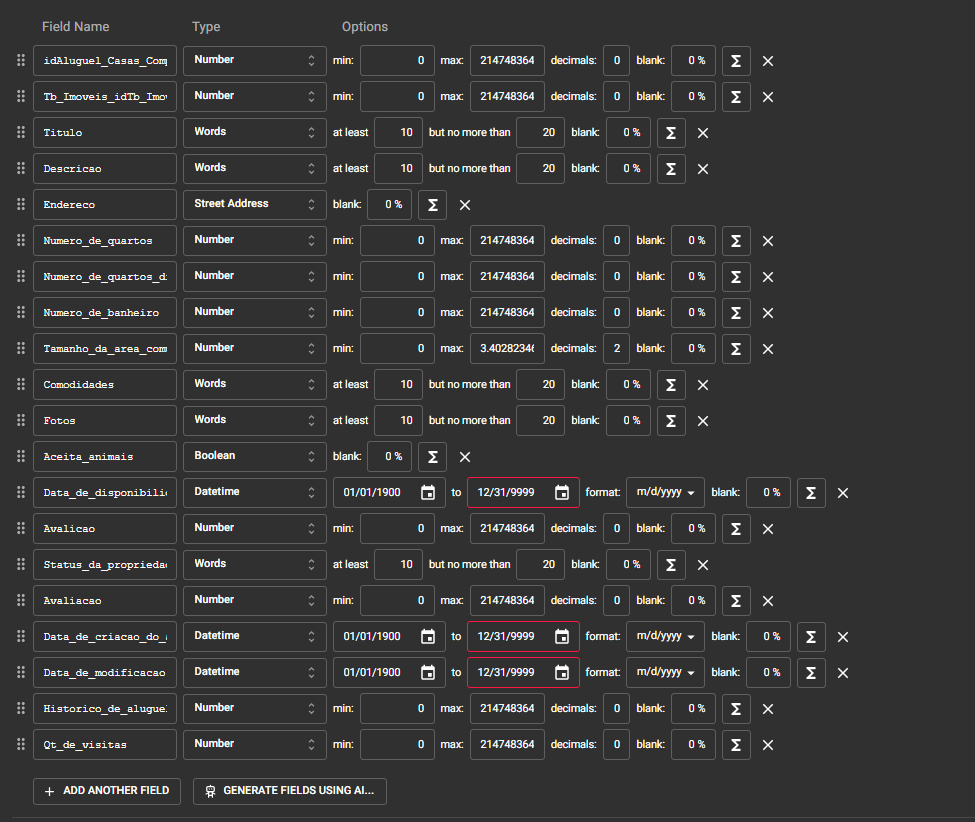 Field Name Type Options
idAluguel_Casas_Com Number min: 0 max: 214748364 decimals: 0 blank: 0 %
Tb_Imoveis_idTb_Imo Number min: 0 max: 214748364 decimals: 0 blank: 0 %
Titulo Words at least 10 but no more than 20 blank: 0 %
Descricao Words at least 10 but no more than 20 blank: 0 %
Endereco Street Address blank: 0 %
Numero_de_quartos Number min: 0 max: 214748364 decimals: 0 blank: 0 %
Numero_de_quartos_d Number min: 0 max: 214748364 decimals: 0 blank: 0 %
Numero_de_banheiro Number min: 0 max: 214748364 decimals: 0 blank: 0 %
Tamanho_da_area_com Number min: 0 max: 3.40282346 decimals: 2 blank: 0 %
Comodidades Words at least 10 but no more than 20 blank: 0 %
Fotos Words at least 10 but no more than 20 blank: 0 %
Aceita_animais Boolean blank: 0 %
Data_de_disponibili Datetime 01/01/1900 to 12/31/9999 format: m/d/yyyy blank: 0 %
Avalicao Number min: 0 max: 214748364 decimals: 0 blank: 0 %
Status_da_proprieda Words at least 10 but no more than 20 blank: 0 %
Avaliacao Number min: 0 max: 214748364 decimals: 0 blank: 0 %
Data_de_criacao_do_ Datetime 01/01/1900 to 12/31/9999 format: m/d/yyyy blank: 0 %
Data_de_modificacao Datetime 01/01/1900 to 12/31/9999 format: m/d/yyyy blank: 0 %
Historico_de_alugue Number min: 0 max: 214748364 decimals: 0 blank: 0 %
Qt_de_visitas Number min: 0 max: 214748364 decimals: 0 blank: 0 %
+ ADD ANOTHER FIELD GENERATE FIELDS USING AI...